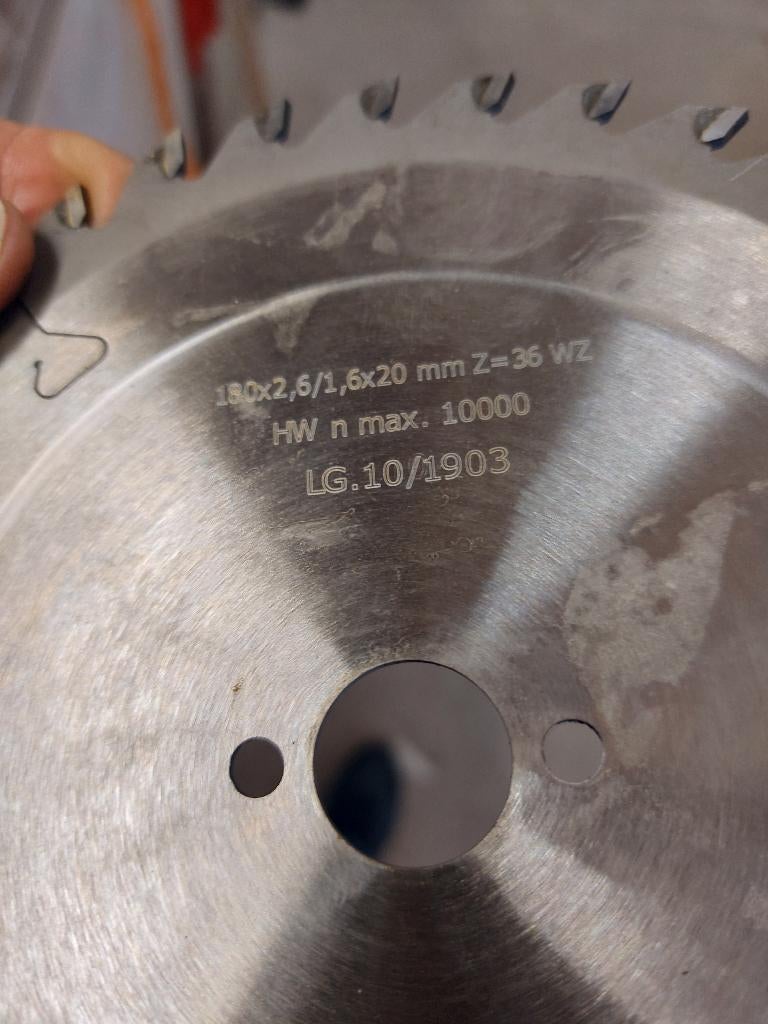 180x2,6/1,6x20 mm Z=36 WZ
HW n max. 10000
LG.10/1903